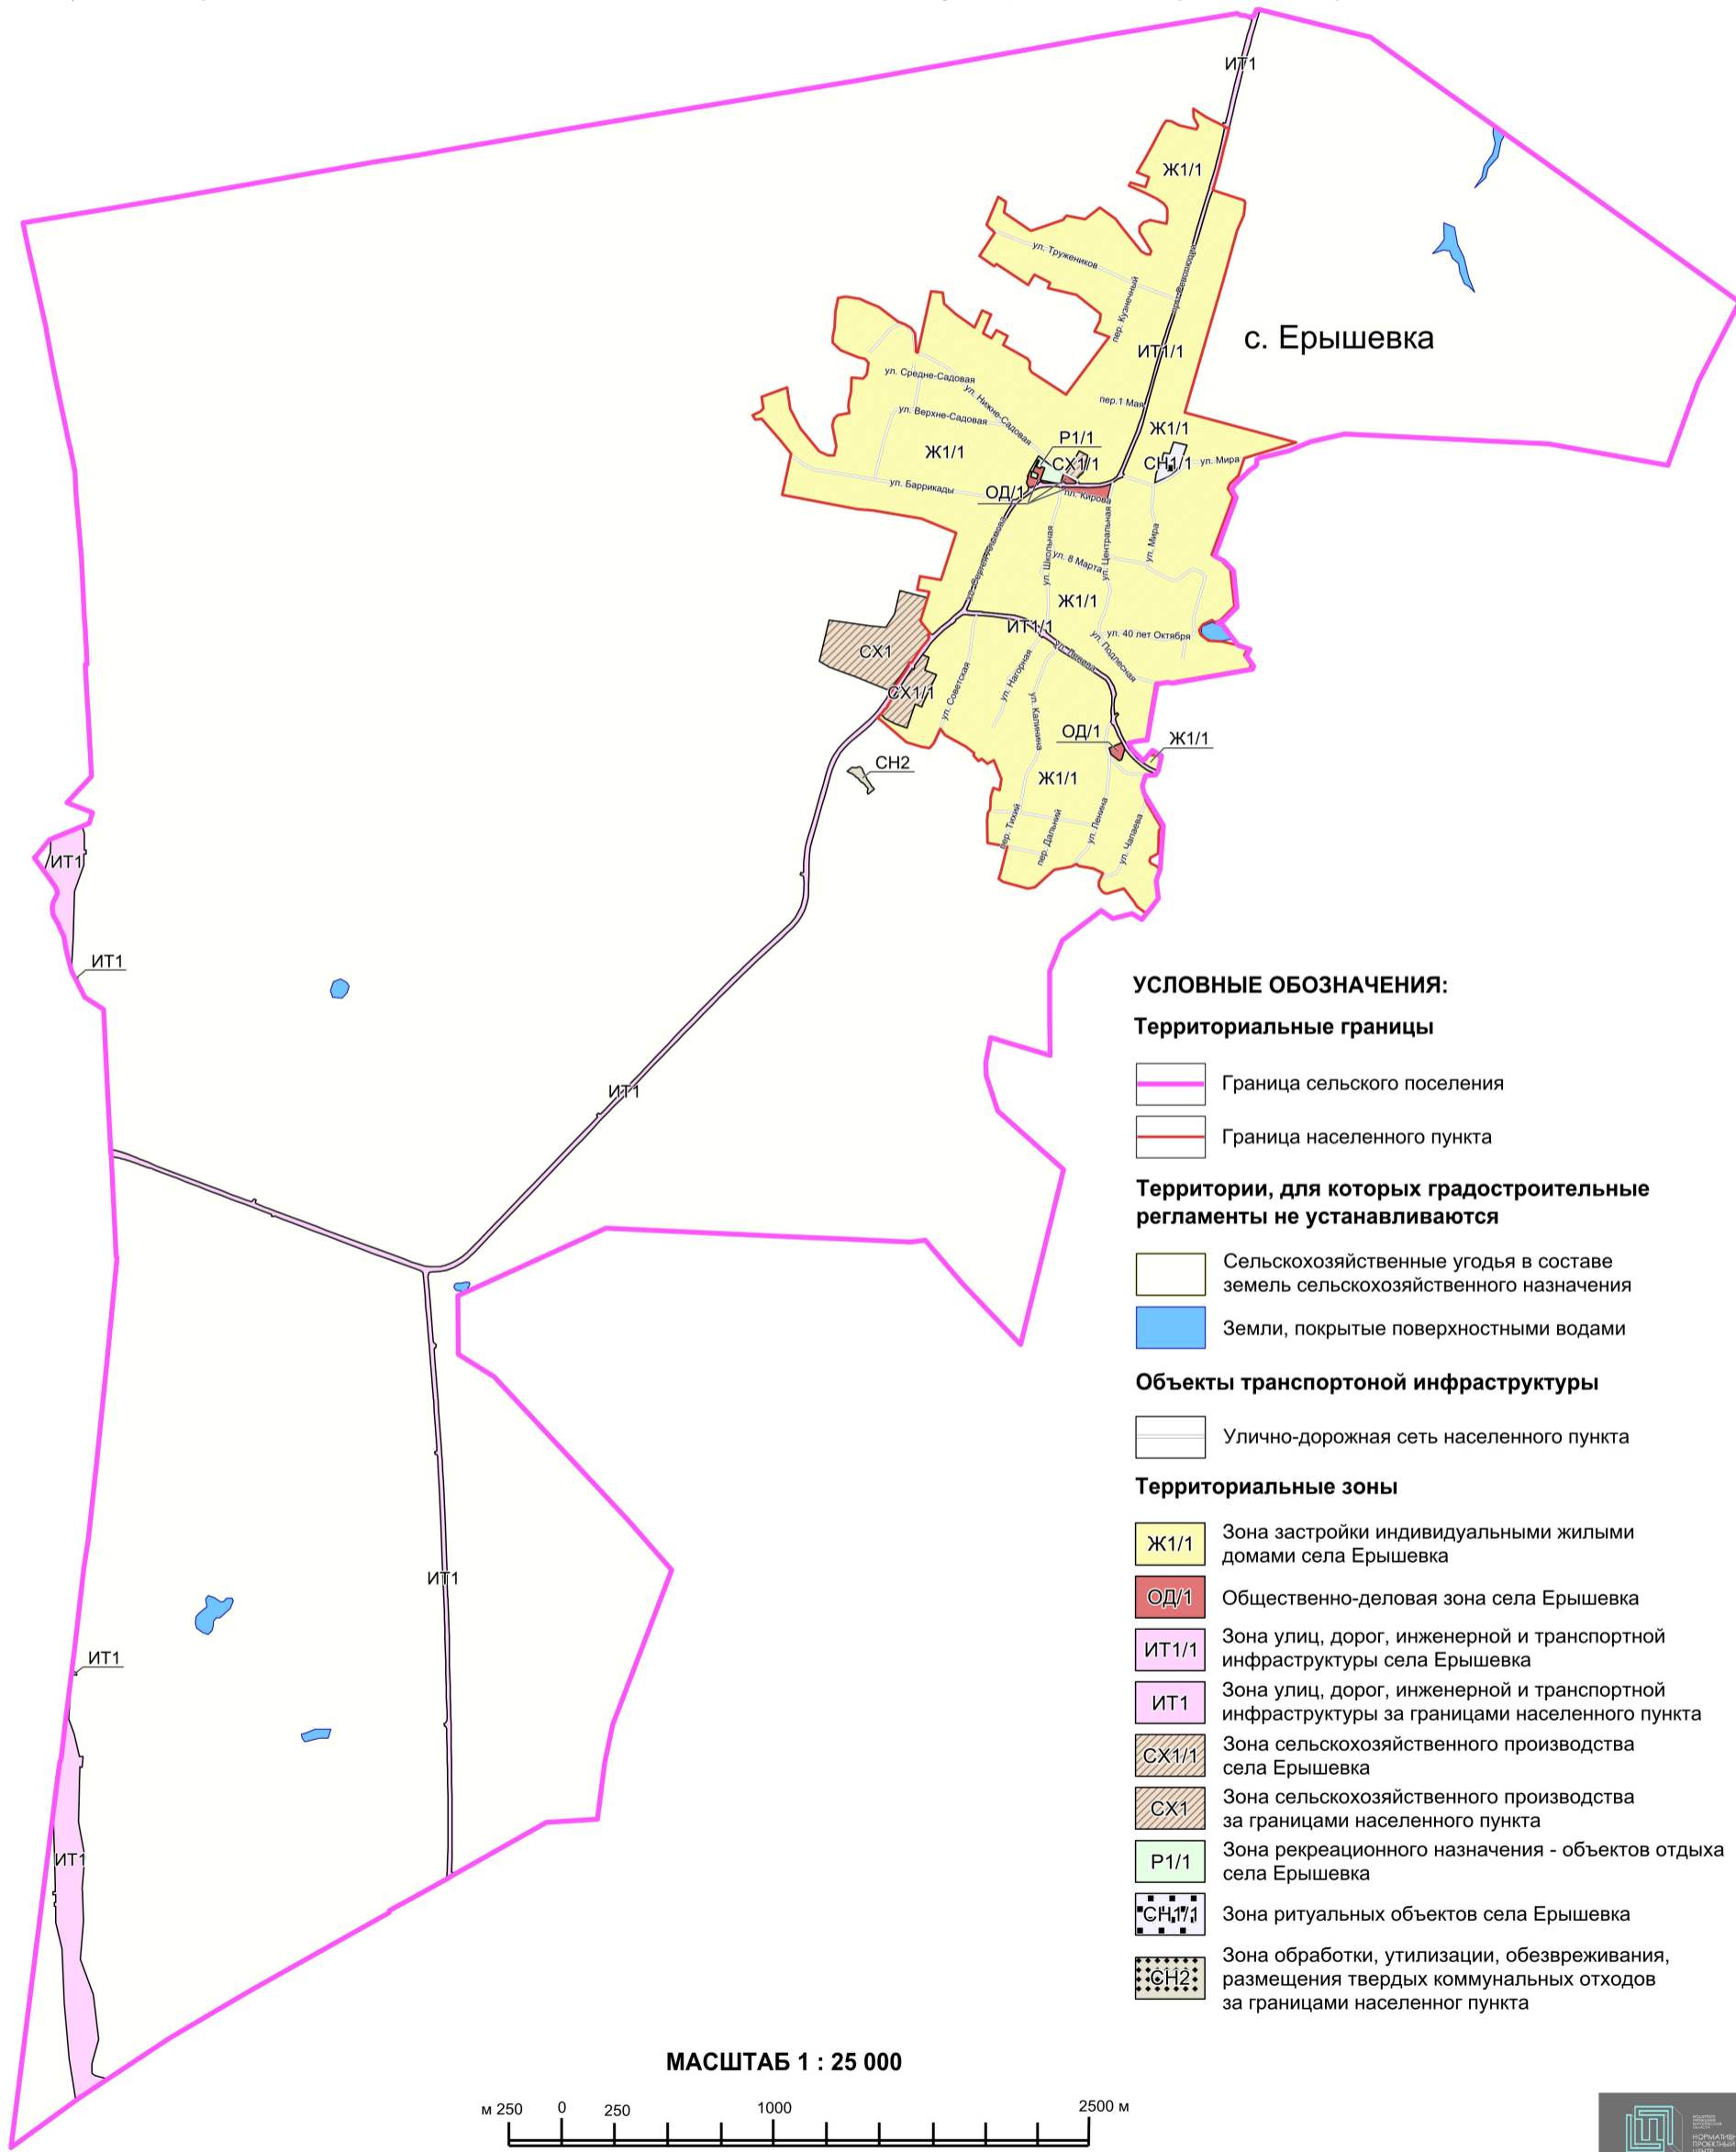 ИТ1
Ж1/1
ул. Тружеников
пер. Кузнечный
с. Ерышевка
ИТ1/1
ул. Средне-Садовая
ул. Нижне-Садовая
пер.1 Мая
ул. Верхне-Садовая
Ж1/1
Р1/1
Ж1/1
СХ1/1
СН1/1
ул. Мира
ул. Баррикады
ОД/1
пл. Кирова
ул. Школьная
ул. Центральная
ул. Мира
ул. 8 Марта
Ж1/1
ИТ1/1
ул. 40 лет Октября
СХ1
ул. Подлесная
ул. Нагорная
ул. Советская
СХ1/1
ул. Калинина
ОД/1
Ж1/1
СН2
Ж1/1
пер. Тихий
пер. Дальний
ул. Ленина
ул. Чапаева
ИТ1
ИТ1
ИТ1
ИТ1
ИТ1
ИТ1
УСЛОВНЫЕ ОБОЗНАЧЕНИЯ:
Территориальные границы
Граница сельского поселения
Граница населенного пункта
Территории, для которых градостроительные
регламенты не устанавливаются
Сельскохозяйственные угодья в составе
земель сельскохозяйственного назначения
Земли, покрытые поверхностными водами
Объекты транспортоной инфраструктуры
Улично-дорожная сеть населенного пункта
Территориальные зоны
Ж1/1
Зона застройки индивидуальными жилыми
домами села Ерышевка
ОД/1
Общественно-деловая зона села Ерышевка
ИТ1/1
Зона улиц, дорог, инженерной и транспортной
инфраструктуры села Ерышевка
ИТ1
Зона улиц, дорог, инженерной и транспортной
инфраструктуры за границами населенного пункта
СХ1/1
Зона сельскохозяйственного производства
села Ерышевка
СХ1
Зона сельскохозяйственного производства
за границами населенного пункта
Р1/1
Зона рекреационного назначения - объектов отдыха
села Ерышевка
СН1/1
Зона ритуальных объектов села Ерышевка
СН2
Зона обработки, утилизации, обезвреживания,
размещения твердых коммунальных отходов
за границами населенног пункта
МАСШТАБ 1 : 25 000
м 250 0 250 1000 2500 м